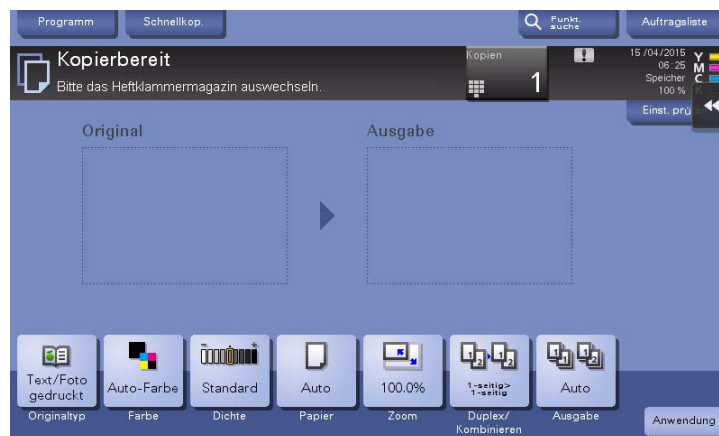 Programm
Schnellkop.
Funkt.
suche
Auftragsliste
Kopierbereit
Bitte das Heftklammermagazin auswechseln.
Kopien
1
15/04/2015
06:25
Speicher
100 %
Y
M
C
K
Einst. prü
Original
Ausgabe
Text/Foto
gedruckt
Auto-Farbe
Standard
Auto
100.0%
1-seitig>
1-seitig
Auto
Originaltyp
Farbe
Dichte
Papier
Zoom
Duplex/
Kombinieren
Ausgabe
Anwendung